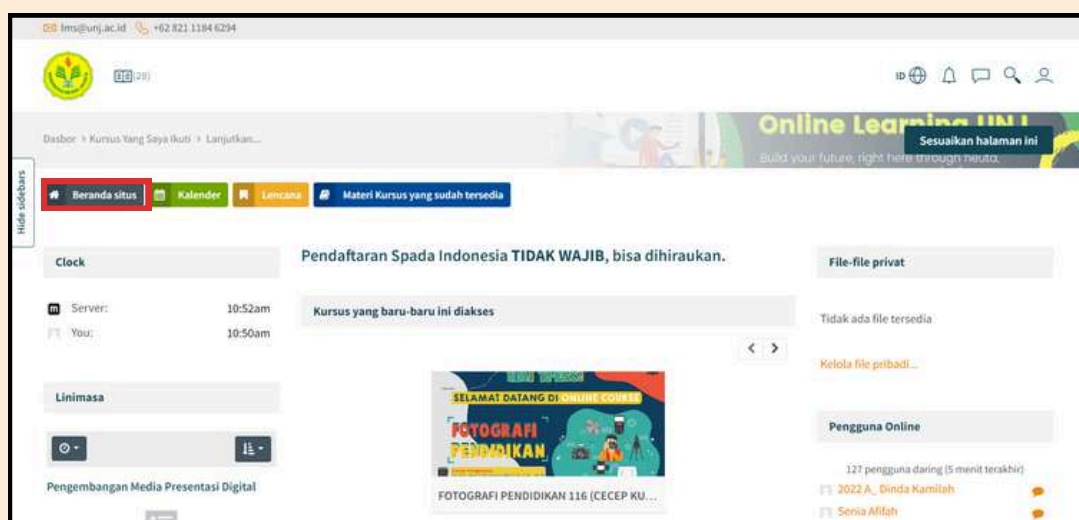 lms@unj.ac.id +62 821 1184 6294
(28)
ID
Dasbor > Kursus Yang Saya Ikuti > Lanjutkan...
Online Learning UNJ
Build your future, right here through
Sesuaikan halaman ini
Hide sidebars
Beranda situs Kalender Lencana Materi Kursus yang sudah tersedia
Clock
Server: 10:52am
You: 10:50am
Linimasa
Pengembangan Media Presentasi Digital
Pendaftaran Spada Indonesia TIDAK WAJIB, bisa dihiraukan.
Kursus yang baru-baru ini diakses
SELAMAT DATANG DI ONLINE COURSE
FOTOGRAFI
PENDIDIKAN
FOTOGRAFI PENDIDIKAN 116 (CECEP KU...
File-file privat
Tidak ada file tersedia
Kelola file pribadi...
Pengguna Online
127 pengguna daring (5 menit terakhir)
2022 A_ Dinda Kamilah
Senia Afifah